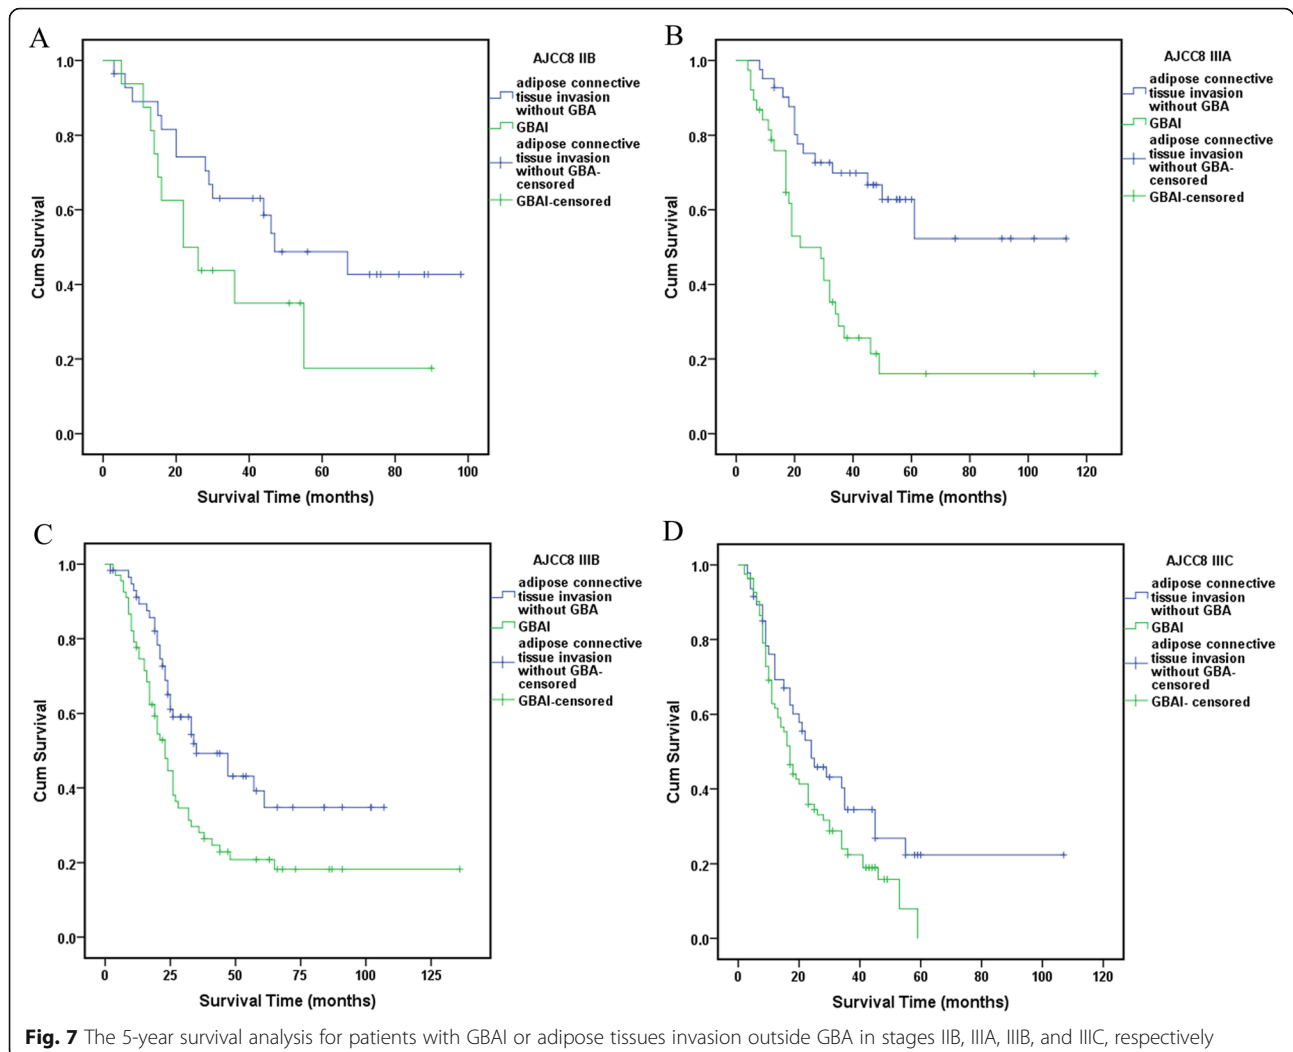 A
AJCC8 IIB
adipose connective
tissue invasion
without GBA
GBAI
adipose connective
tissue invasion
without GBA-
censored
GBAI-censored
1.0
0.8
0.6
0.4
0.2
0.0
Cum Survival
0 20 40 60 80 100
Survival Time (months)
B
AJCC8 IIIA
adipose connective
tissue invasion
without GBA
GBAI
adipose connective
tissue invasion
without GBA-
censored
GBAI-censored
1.0
0.8
0.6
0.4
0.2
0.0
Cum Survival
0 20 40 60 80 100 120
Survival Time (months)
C
AJCC8 IIIB
adipose connective
tissue invasion
without GBA
GBAI
adipose connective
tissue invasion
without GBA-
censored
GBAI-censored
1.0
0.8
0.6
0.4
0.2
0.0
Cum Survival
0 25 50 75 100 125
Survival Time (months)
D
AJCC8 IIIC
adipose connective
tissue invasion
without GBA
GBAI
adipose connective
tissue invasion
without GBA-
censored
GBAI- censored
1.0
0.8
0.6
0.4
0.2
0.0
Cum Survival
0 20 40 60 80 100 120
Survival Time (months)
Fig. 7 The 5-year survival analysis for patients with GBAI or adipose tissues invasion outside GBA in stages IIB, IIIA, IIIB, and IIIC, respectively